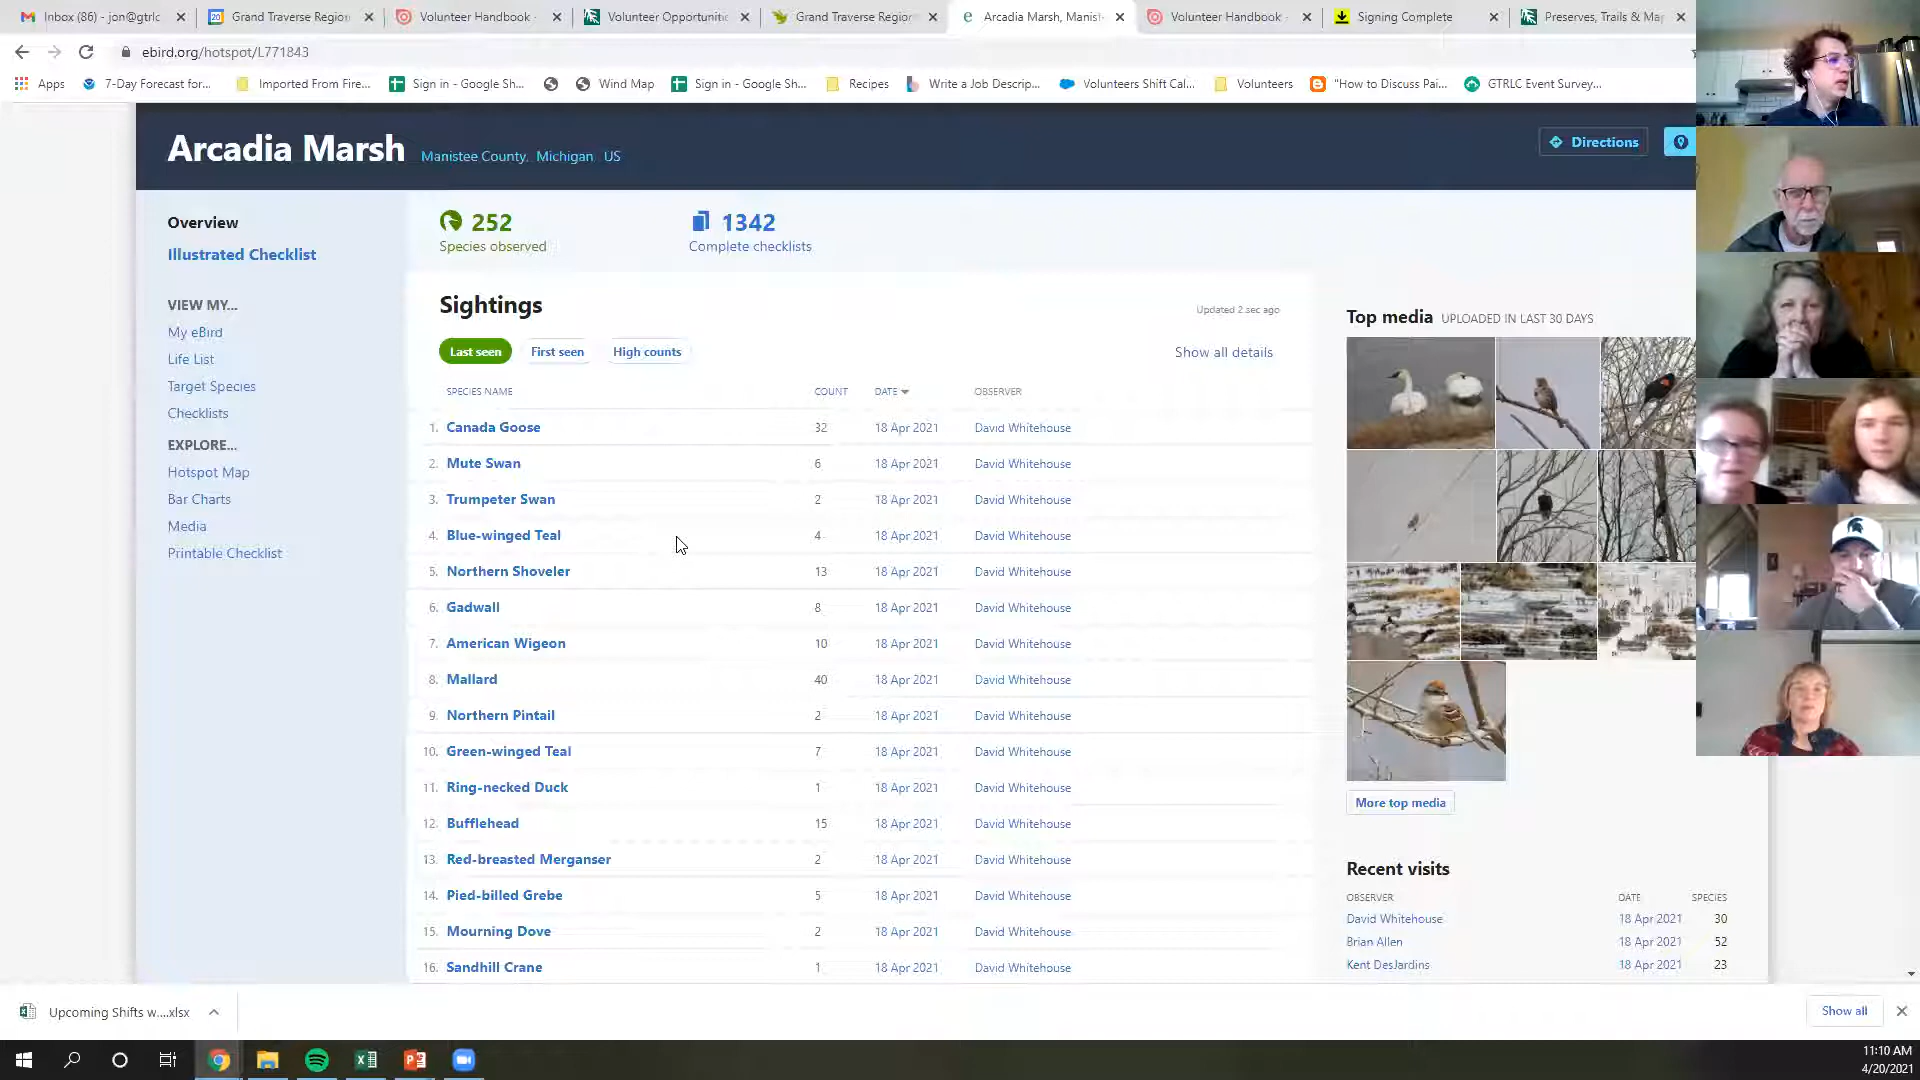 Inbox (86) - jon@gtrlc
Grand Traverse Region
Volunteer Handbook -
Volunteer Opportuniti
Grand Traverse Region
Arcadia Marsh, Manist
Volunteer Handbook -
Signing Complete
Preserves, Trails & Ma
ebird.org/hotspot/L771843
Apps
7-Day Forecast for...
Imported From Fire...
Sign in - Google Sh...
Wind Map
Sign in - Google Sh...
Recipes
Write a Job Descrip...
Volunteers Shift Cal...
Volunteers
"How to Discuss Pai...
GTRLC Event Survey...
Arcadia Marsh Manistee County, Michigan US
Directions
Overview
Illustrated Checklist
VIEW MY...
My eBird
Life List
Target Species
Checklists
EXPLORE...
Hotspot Map
Bar Charts
Media
Printable Checklist
252
Species observed
1342
Complete checklists
Sightings
Updated 2 sec ago
Last seen First seen High counts Show all details
SPECIES NAME COUNT DATE OBSERVER
1. Canada Goose 32 18 Apr 2021 David Whitehouse
2. Mute Swan 6 18 Apr 2021 David Whitehouse
3. Trumpeter Swan 2 18 Apr 2021 David Whitehouse
4. Blue-winged Teal 4 18 Apr 2021 David Whitehouse
5. Northern Shoveler 13 18 Apr 2021 David Whitehouse
6. Gadwall 8 18 Apr 2021 David Whitehouse
7. American Wigeon 10 18 Apr 2021 David Whitehouse
8. Mallard 40 18 Apr 2021 David Whitehouse
9. Northern Pintail 2 18 Apr 2021 David Whitehouse
10. Green-winged Teal 7 18 Apr 2021 David Whitehouse
11. Ring-necked Duck 1 18 Apr 2021 David Whitehouse
12. Bufflehead 15 18 Apr 2021 David Whitehouse
13. Red-breasted Merganser 2 18 Apr 2021 David Whitehouse
14. Pied-billed Grebe 5 18 Apr 2021 David Whitehouse
15. Mourning Dove 2 18 Apr 2021 David Whitehouse
16. Sandhill Crane 1 18 Apr 2021 David Whitehouse
Top media UPLOADED IN LAST 30 DAYS
More top media
Recent visits
OBSERVER DATE SPECIES
David Whitehouse 18 Apr 2021 30
Brian Allen 18 Apr 2021 52
Kent DesJardins 18 Apr 2021 23
Upcoming Shifts w....xlsx
Show all
11:10 AM
4/20/2021